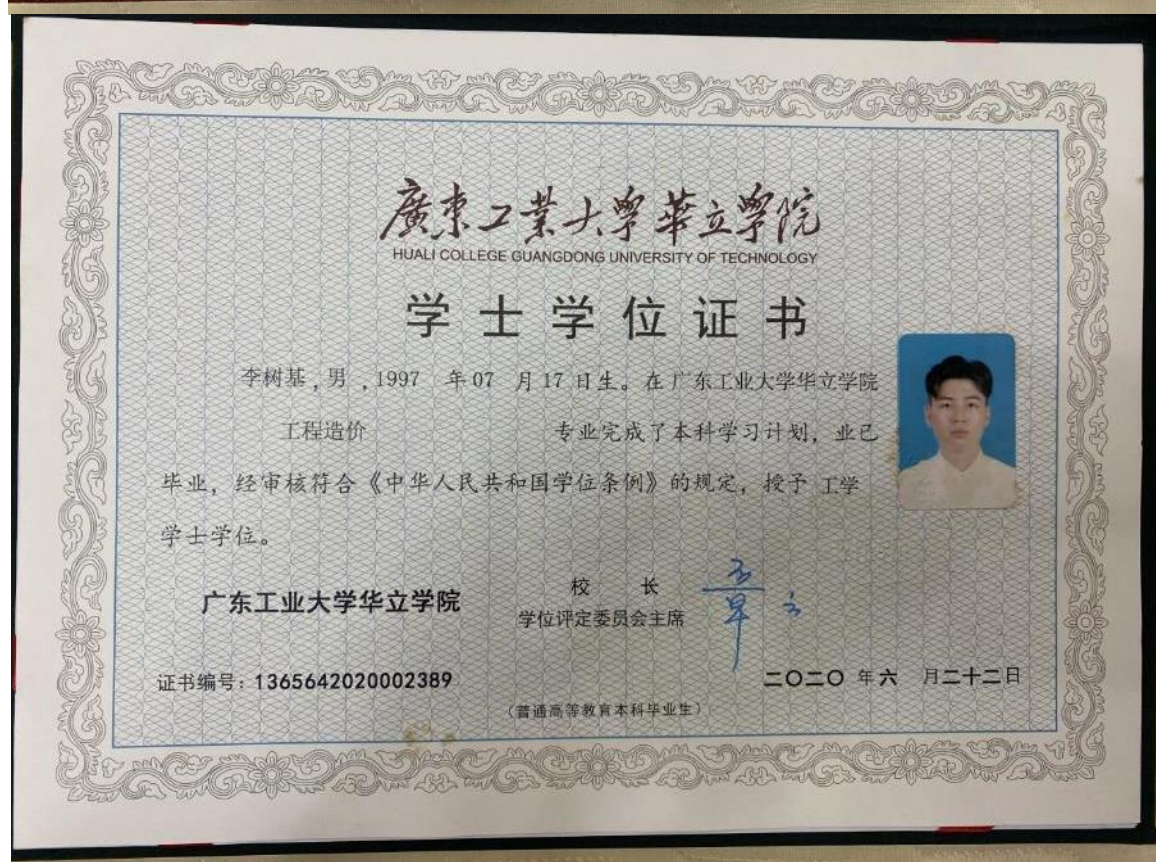 廣東工業大學華立學院
HUALI COLLEGE GUANGDONG UNIVERSITY OF TECHNOLOGY
学士学位证书
李树基,男,1997 年07 月17日生。在广东工业大学华立学院
工程造价 专业完成了本科学习计划，业已
毕业，经审核符合《中华人民共和国学位条例》的规定，授予 工学
学士学位。
广东工业大学华立学院
校 长
学位评定委员会主席
证书编号：1365642020002389
二〇二〇 年六 月二十二日
（普通高等教育本科毕业生）